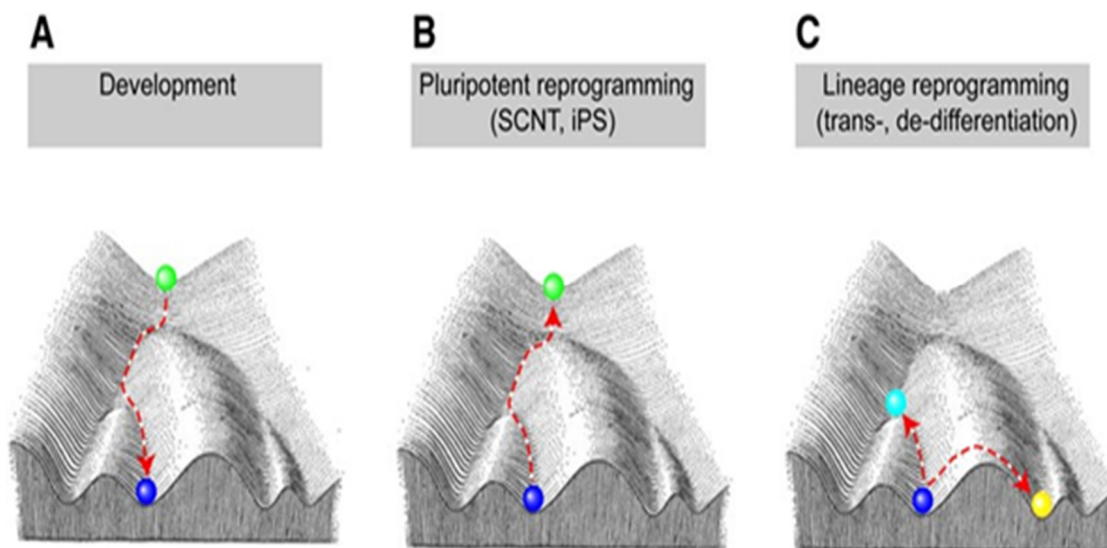 A
Development
B
Pluripotent reprogramming
(SCNT, iPS)
C
Lineage reprogramming
(trans-, de-differentiation)